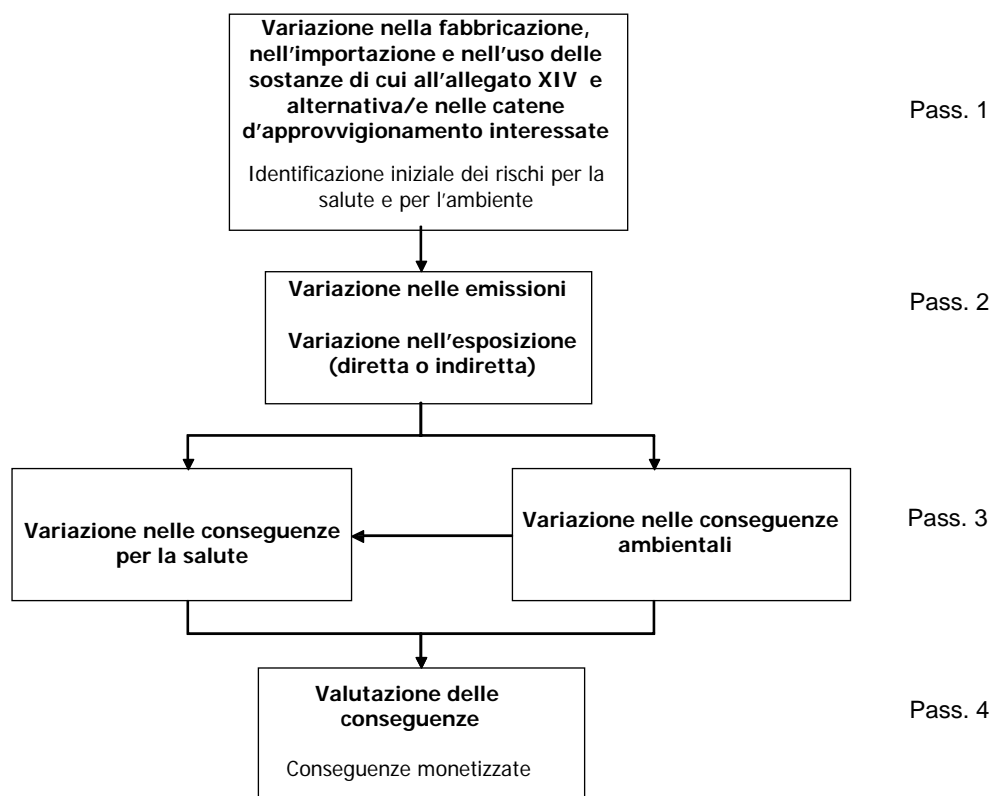 Variazione nella fabbricazione,
nell'importazione e nell'uso delle
sostanze di cui all'allegato XIV e
alternativa/e nelle catene
d'approvvigionamento interessate
Identificazione iniziale dei rischi per la
salute e per l'ambiente
Pass. 1
Variazione nelle emissioni
Variazione nell'esposizione
(diretta o indiretta)
Pass. 2
Variazione nelle conseguenze
per la salute
Variazione nelle conseguenze
ambientali
Pass. 3
Valutazione delle
conseguenze
Conseguenze monetizzate
Pass. 4